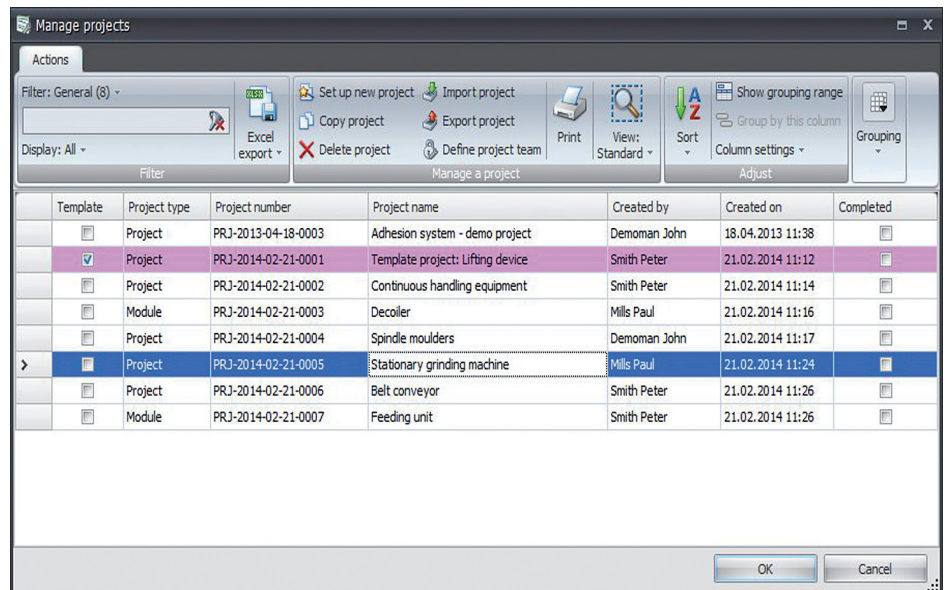 Manage projects
Actions
Filter: General (8)
Display: All
Filter
XLSX
Excel
export
Set up new project
Import project
Copy project
Export project
Delete project
Define project team
Manage a project
Print
View:
Standard
A
Z
Sort
Show grouping range
Group by this column
Column settings
Adjust
Grouping
Template Project type Project number Project name Created by Created on Completed
Project PRJ-2013-04-18-0003 Adhesion system - demo project Demoman John 18.04.2013 11:38
Project PRJ-2014-02-21-0001 Template project: Lifting device Smith Peter 21.02.2014 11:12
Project PRJ-2014-02-21-0002 Continuous handling equipment Smith Peter 21.02.2014 11:14
Module PRJ-2014-02-21-0003 Decoiler Mills Paul 21.02.2014 11:16
Project PRJ-2014-02-21-0004 Spindle moulders Demoman John 21.02.2014 11:17
Project PRJ-2014-02-21-0005 Stationary grinding machine Mills Paul 21.02.2014 11:24
Project PRJ-2014-02-21-0006 Belt conveyor Smith Peter 21.02.2014 11:26
Module PRJ-2014-02-21-0007 Feeding unit Smith Peter 21.02.2014 11:26
OK Cancel